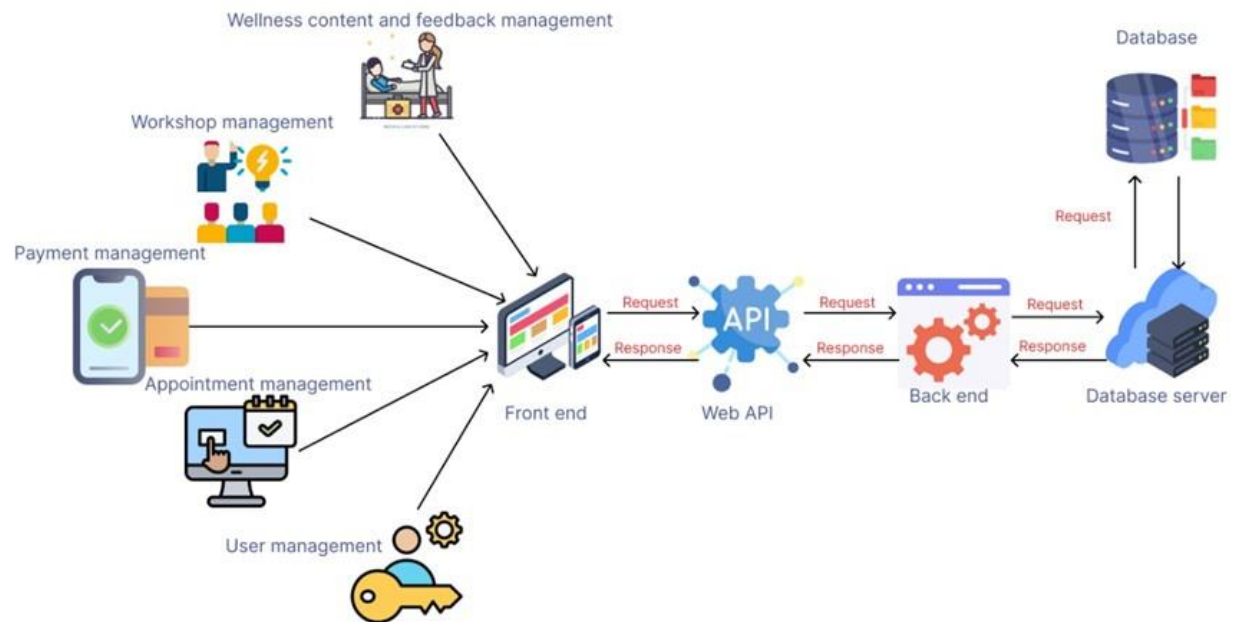 Wellness content and feedback management
Database
Workshop management
Request
Payment management
Request
Request
Request
API
Response
Response
Response
Appointment management
Front end
Web API
Back end
Database server
User management